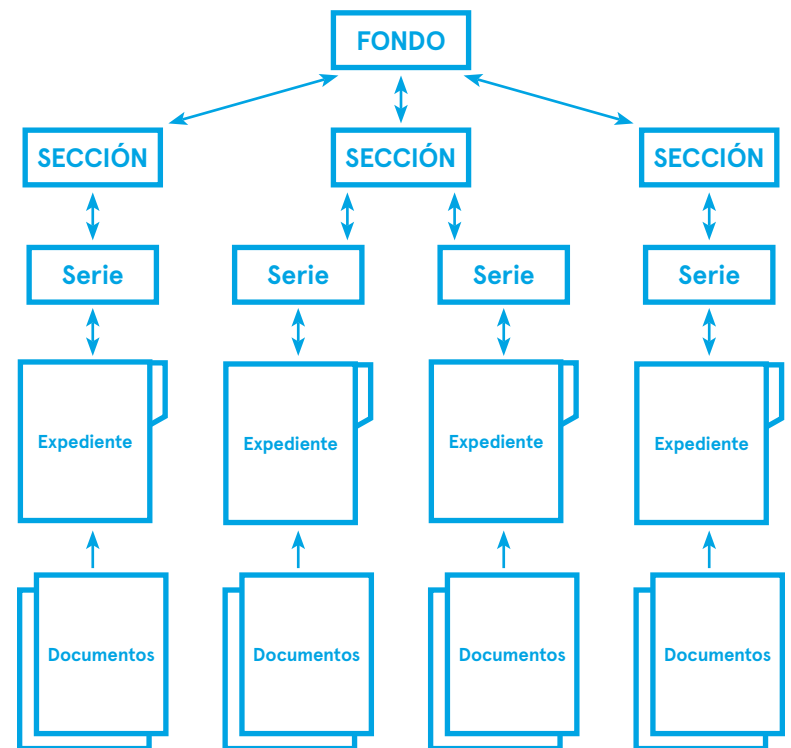 FONDO
SECCIÓN
SECCIÓN
SECCIÓN
Serie
Serie
Serie
Serie
Expediente
Expediente
Expediente
Expediente
Documentos
Documentos
Documentos
Documentos